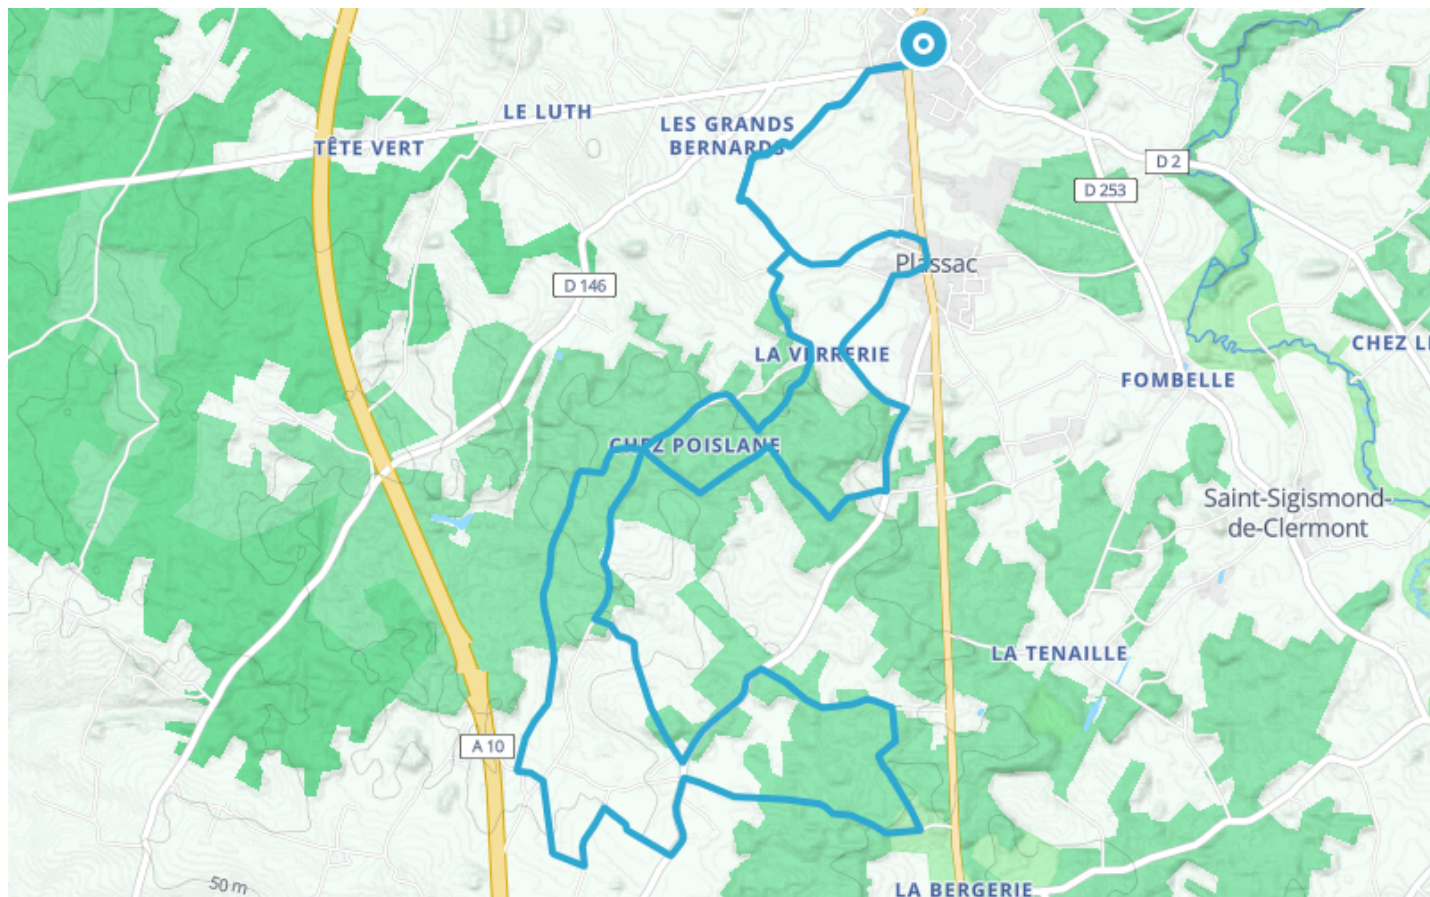 LE LUTH
LES GRANDS
BERNARDS
TÊTE VERT
D 2
D 253
Plassac
D 146
CHEZ L
LA VERRERIE
FOMBELLE
CHEZ POISLANE
Saint-Sigismond-
de-Clermont
LA TENAILLE
A 10
50 m
LA BERGERIE